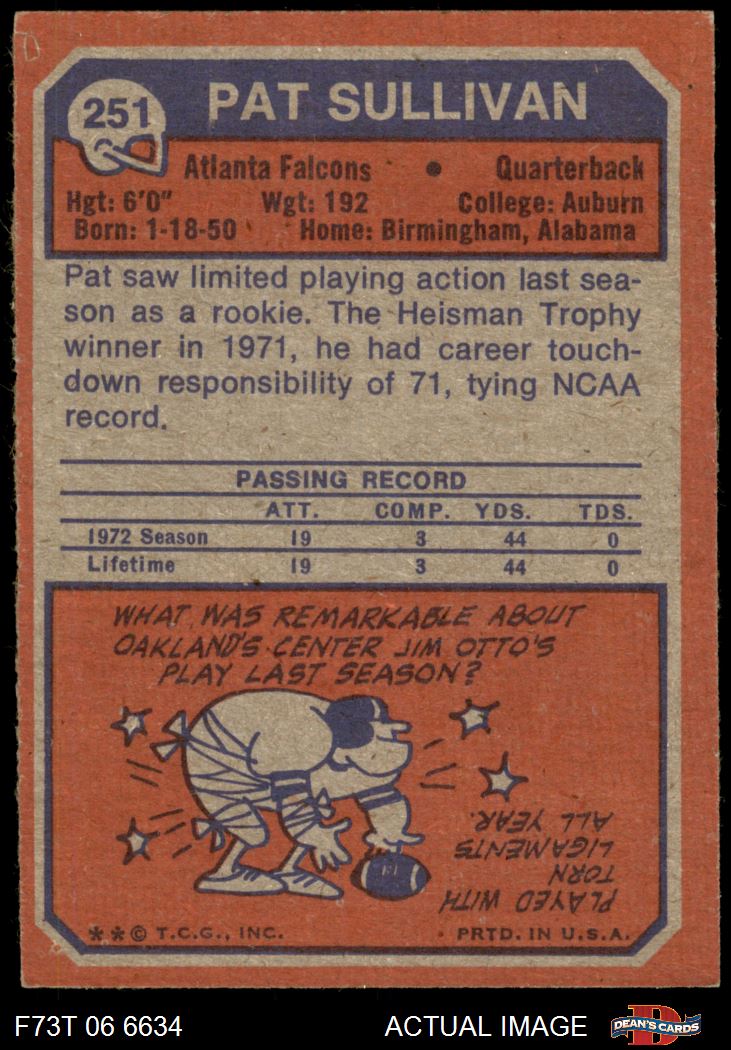 251
PAT SULLIVAN
Atlanta Falcons • Quarterback
Hgt: 6'0" Wgt: 192 College: Auburn
Born: 1-18-50 Home: Birmingham, Alabama
Pat saw limited playing action last sea-
son as a rookie. The Heisman Trophy
winner in 1971, he had career touch-
down responsibility of 71, tying NCAA
record.
PASSING RECORD
ATT. COMP. YDS. TDS.
1972 Season 19 3 44 0
Lifetime 19 3 44 0
WHAT WAS REMARKABLE ABOUT
OAKLAND'S CENTER JIM OTTO'S
PLAY LAST SEASON?
PLAYED WITH
TORN
LIGAMENTS
ALL YEAR.
** © T.C.G., INC. PRTD. IN U.S.A.
F73T 06 6634 ACTUAL IMAGE
D
DEAN'S CARDS